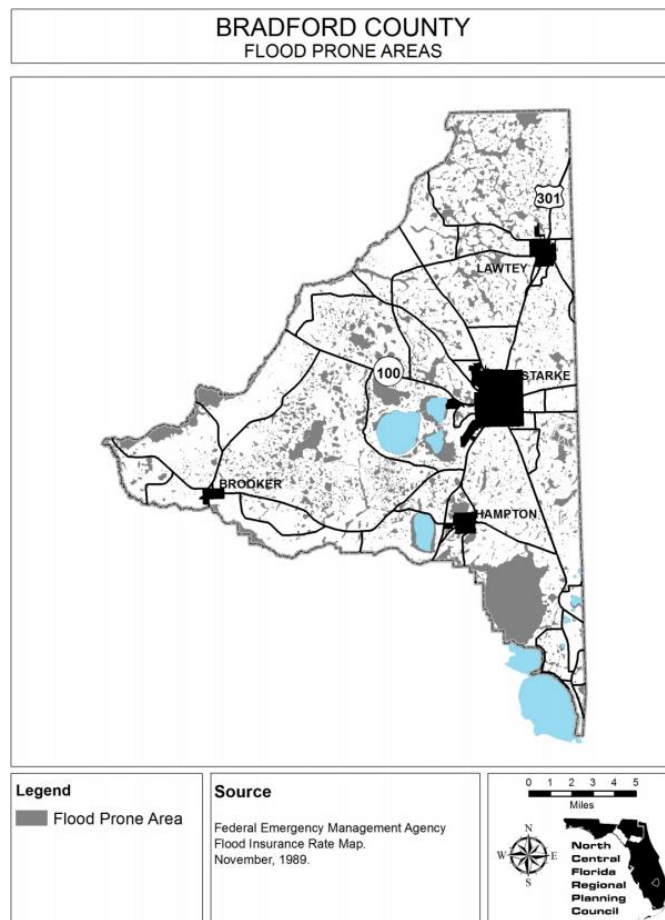 BRADFORD COUNTY
FLOOD PRONE AREAS
301
LAWTEY
100
STARKE
BROOKER
HAMPTON
Legend
Flood Prone Area
Source
Federal Emergency Management Agency
Flood Insurance Rate Map.
November, 1989.
0 1 2 3 4 5
Miles
N
W E
S
North
Central
Florida
Regional
Planning
Council